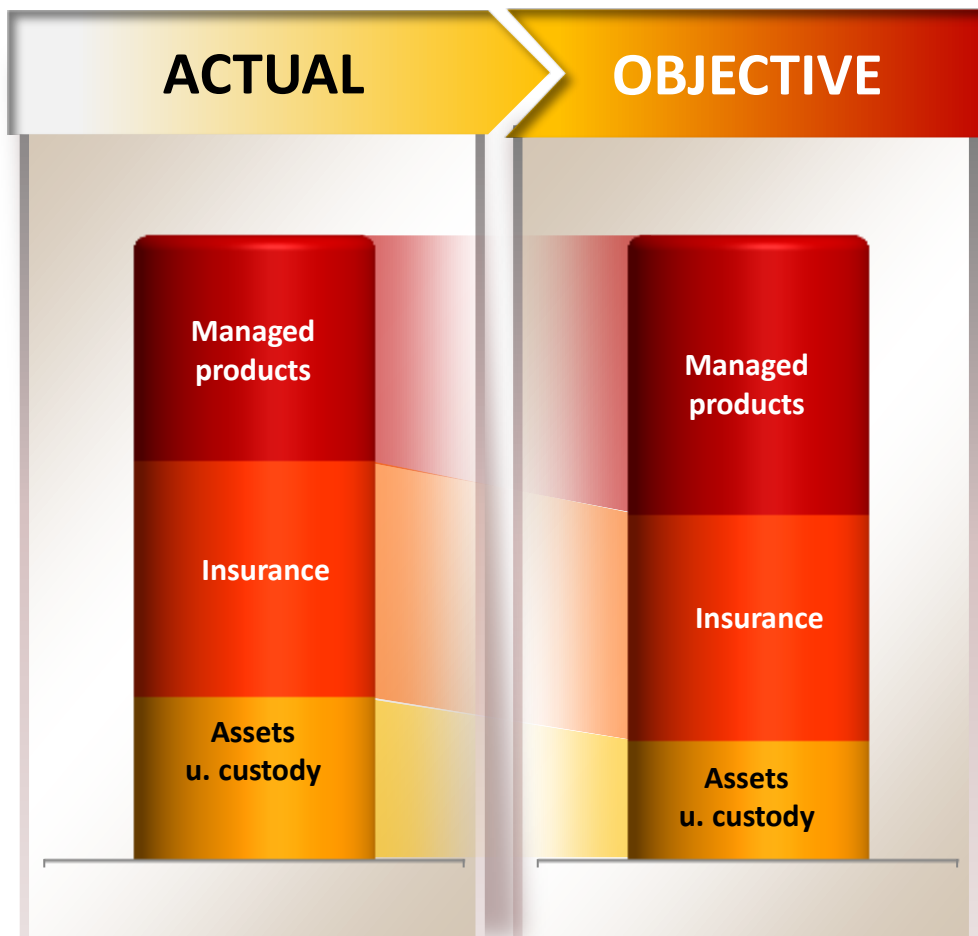 ACTUAL
OBJECTIVE
Managed
products
Insurance
Assets
u. custody
Managed
products
Insurance
Assets
u. custody